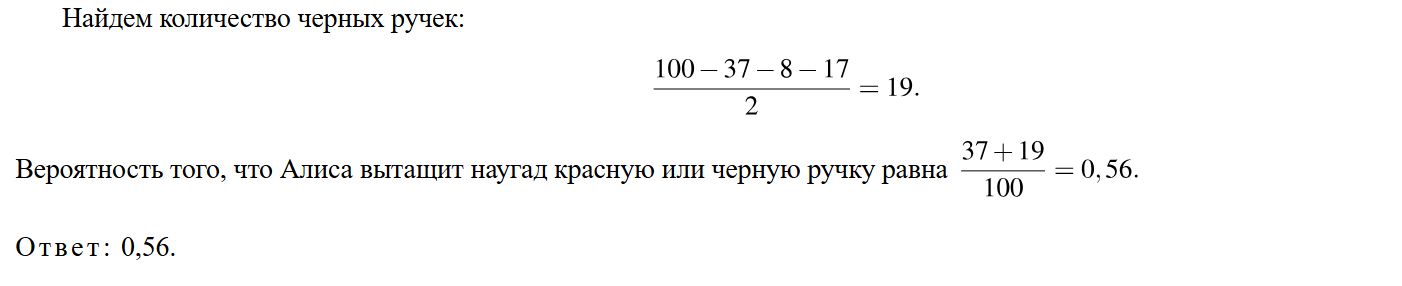 Найдем количество черных ручек:
\frac{100 − 37 − 8 − 17}{2} = 19.
Вероятность того, что Алиса вытащит наугад красную или черную ручку равна \frac{37 + 19}{100} = 0,56.
Ответ: 0,56.